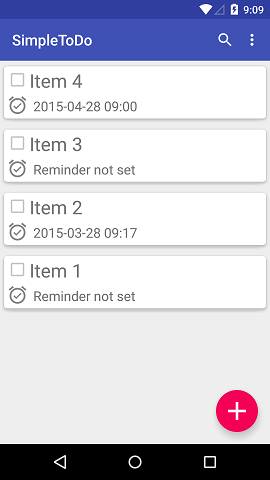 9:09
SimpleToDo
Item 4
2015-04-28 09:00
Item 3
Reminder not set
Item 2
2015-03-28 09:17
Item 1
Reminder not set